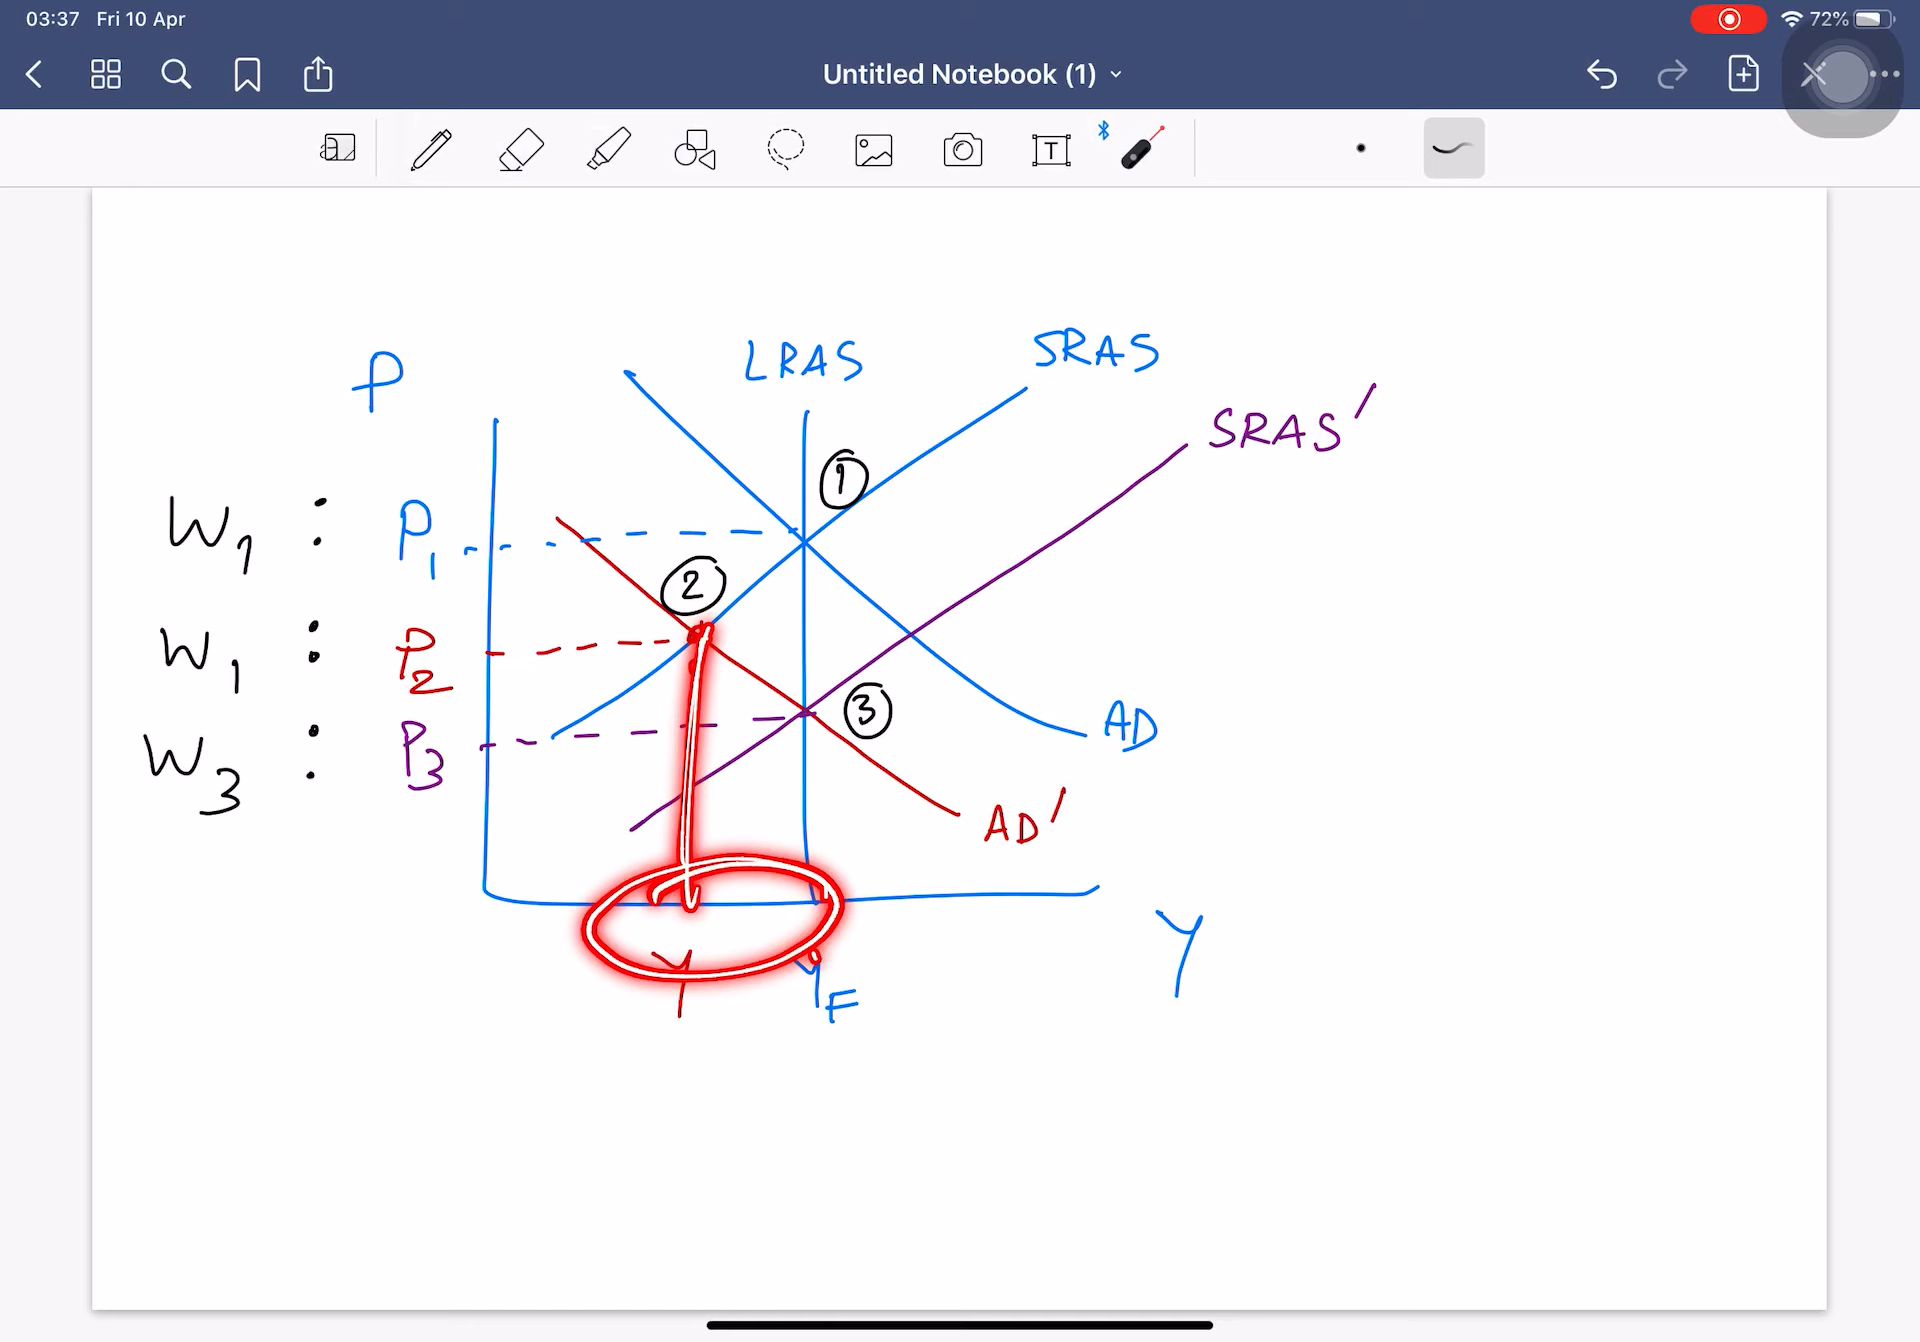 03:37 Fri 10 Apr
72%
Untitled Notebook (1)
T
P
LRAS
SRAS
SRAS'
1
W1 : P1
2
W1 : P2
3
W3 : P3
AD
AD'
Y
Y
YF